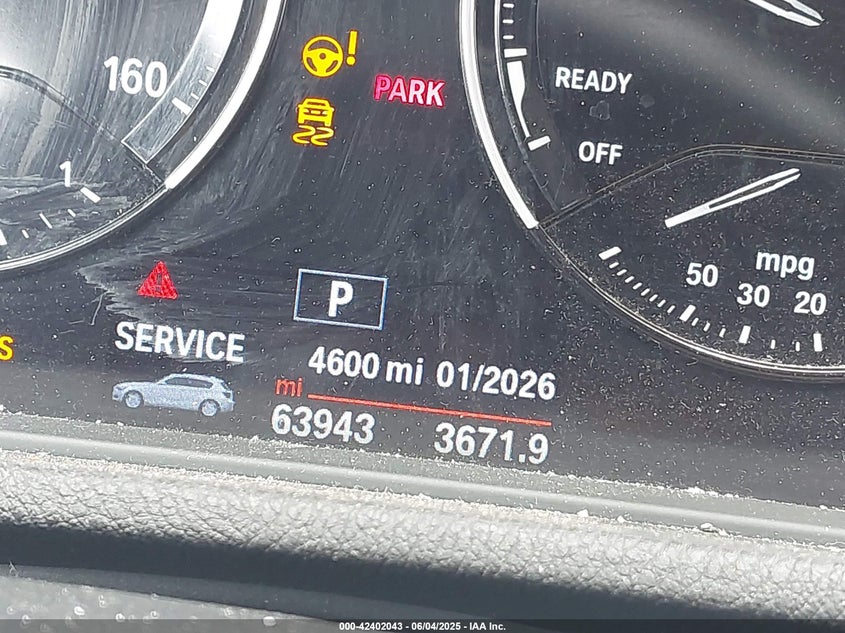 160
!
PARK
READY
OFF
1
mpg
50 30 20
P
SERVICE
4600 mi 01/2026
mi
63943 3671.9
000-42402043 - 06/04/2025 - IAA Inc.